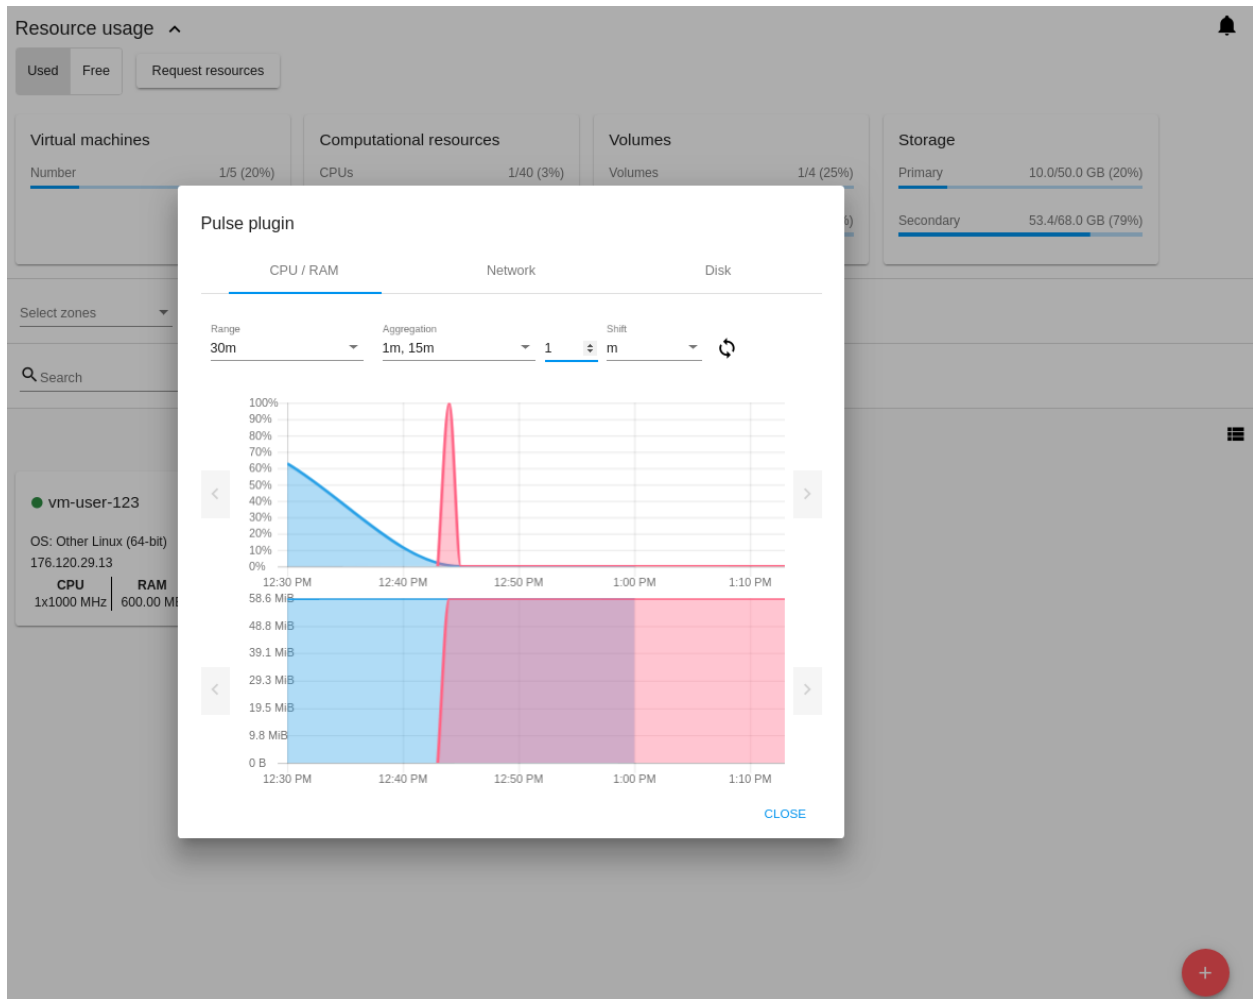 Resource usage
Used Free Request resources
Virtual machines Computational resources Volumes Storage
Number 1/5 (20%) CPUs 1/40 (3%) Volumes 1/4 (25%) Primary 10.0/50.0 GB (20%)
Secondary 53.4/68.0 GB (79%)
Pulse plugin
CPU / RAM Network Disk
Select zones
Range Aggregation Shift
30m 1m, 15m 1 m
Search
100%
90%
80%
70%
60%
50%
40%
30%
20%
10%
0%
12:30 PM 12:40 PM 12:50 PM 1:00 PM 1:10 PM
58.6 MiB
48.8 MiB
39.1 MiB
29.3 MiB
19.5 MiB
9.8 MiB
0 B
12:30 PM 12:40 PM 12:50 PM 1:00 PM 1:10 PM
CLOSE
vm-user-123
OS: Other Linux (64-bit)
176.120.29.13
CPU RAM
1x1000 MHz 600.00